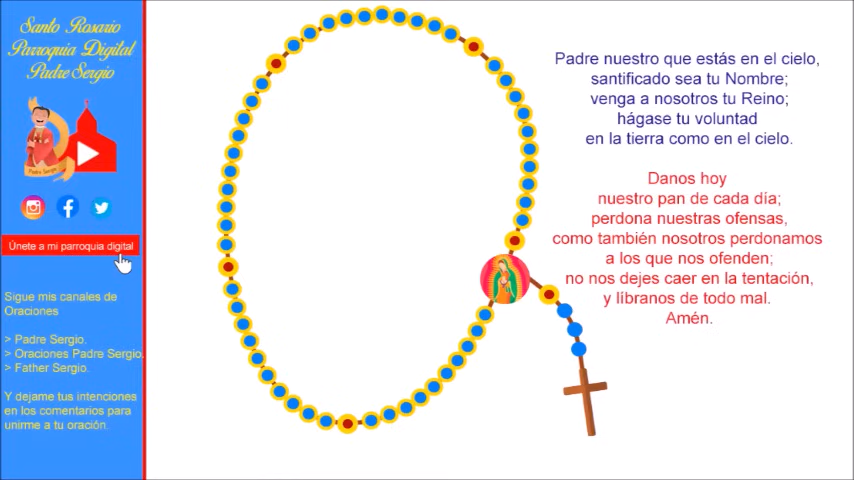 Santo Rosario
Parroquia Digital
Padre Sergio
Padre Sergio
Únete a mi parroquia digital
Sigue mis canales de
Oraciones
> Padre Sergio.
> Oraciones Padre Sergio.
> Father Sergio.
Y dejame tus intenciones
en los comentarios para
unirme a tu oración.
Padre nuestro que estás en el cielo,
santificado sea tu Nombre;
venga a nosotros tu Reino;
hágase tu voluntad
en la tierra como en el cielo.
Danos hoy
nuestro pan de cada día;
perdona nuestras ofensas,
como también nosotros perdonamos
a los que nos ofenden;
no nos dejes caer en la tentación,
y líbranos de todo mal.
Amén.